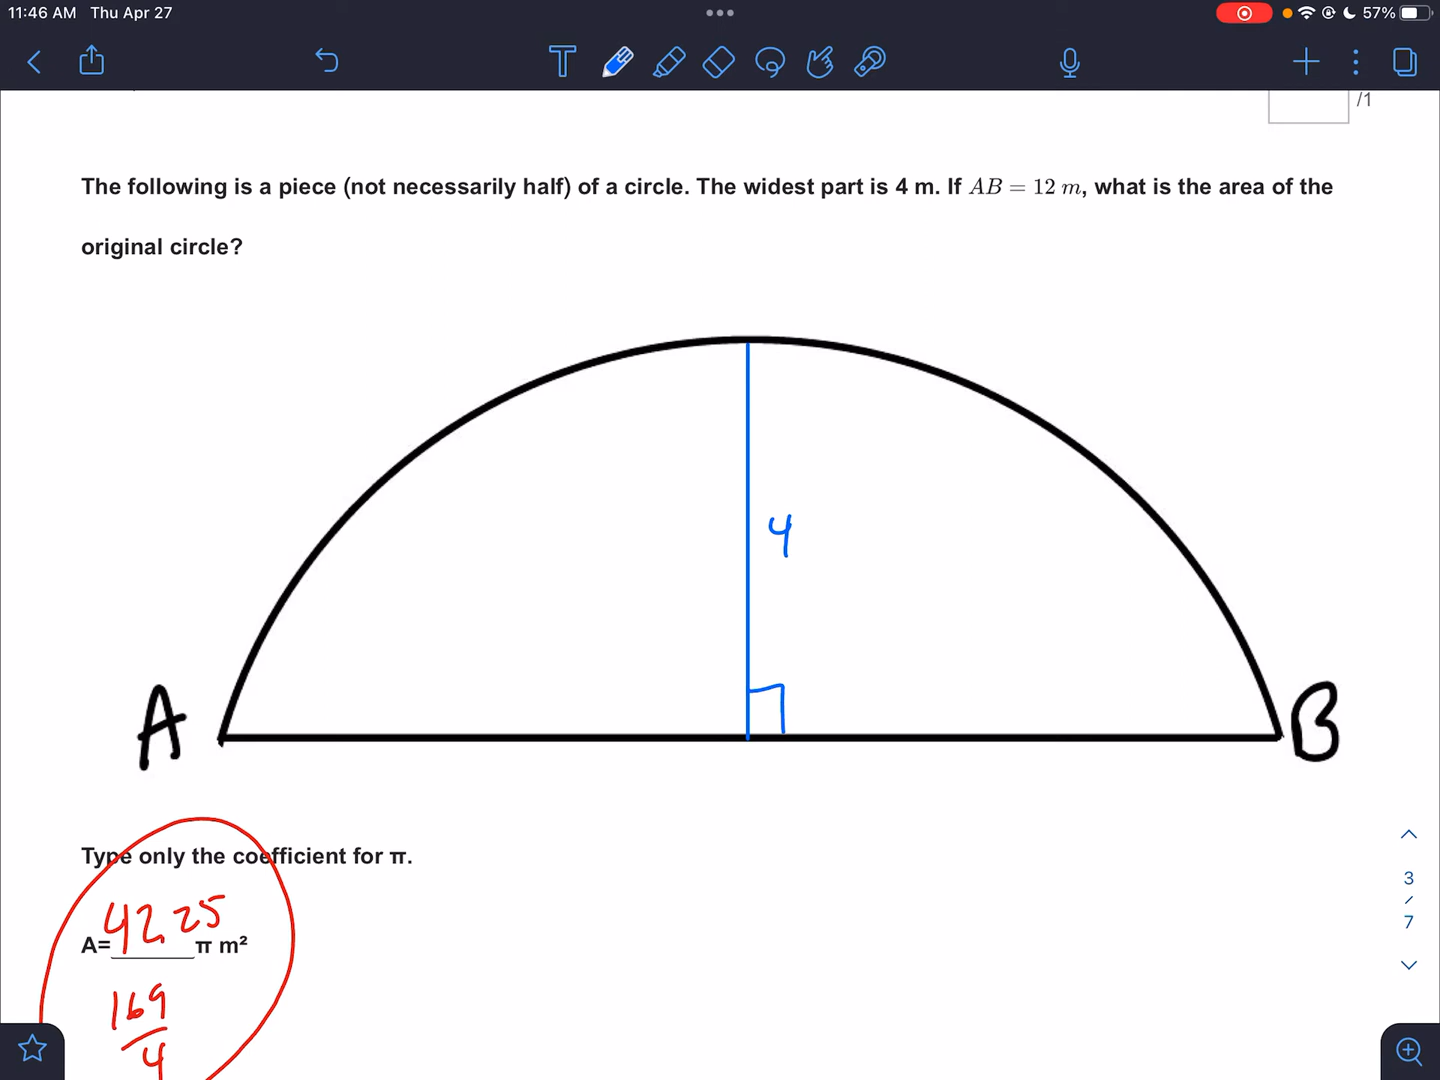 11:46 AM Thu Apr 27
57%
/1
The following is a piece (not necessarily half) of a circle. The widest part is 4 m. If AB = 12 m, what is the area of the
original circle?
4
A
B
Type only the coefficient for π.
42.25
A=______π m²
169
4
3
/
7